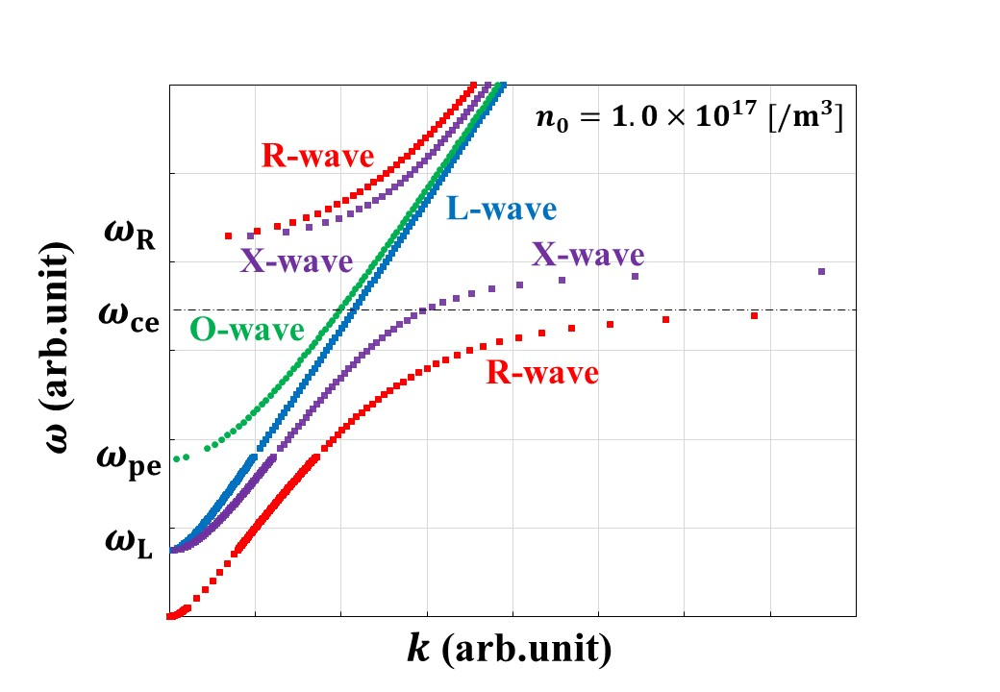 n₀ = 1.0 × 10¹⁷ [/m³]
R-wave
L-wave
ω_R
X-wave
X-wave
ω_ce
O-wave
R-wave
ω (arb.unit)
ω_pe
ω_L
k (arb.unit)